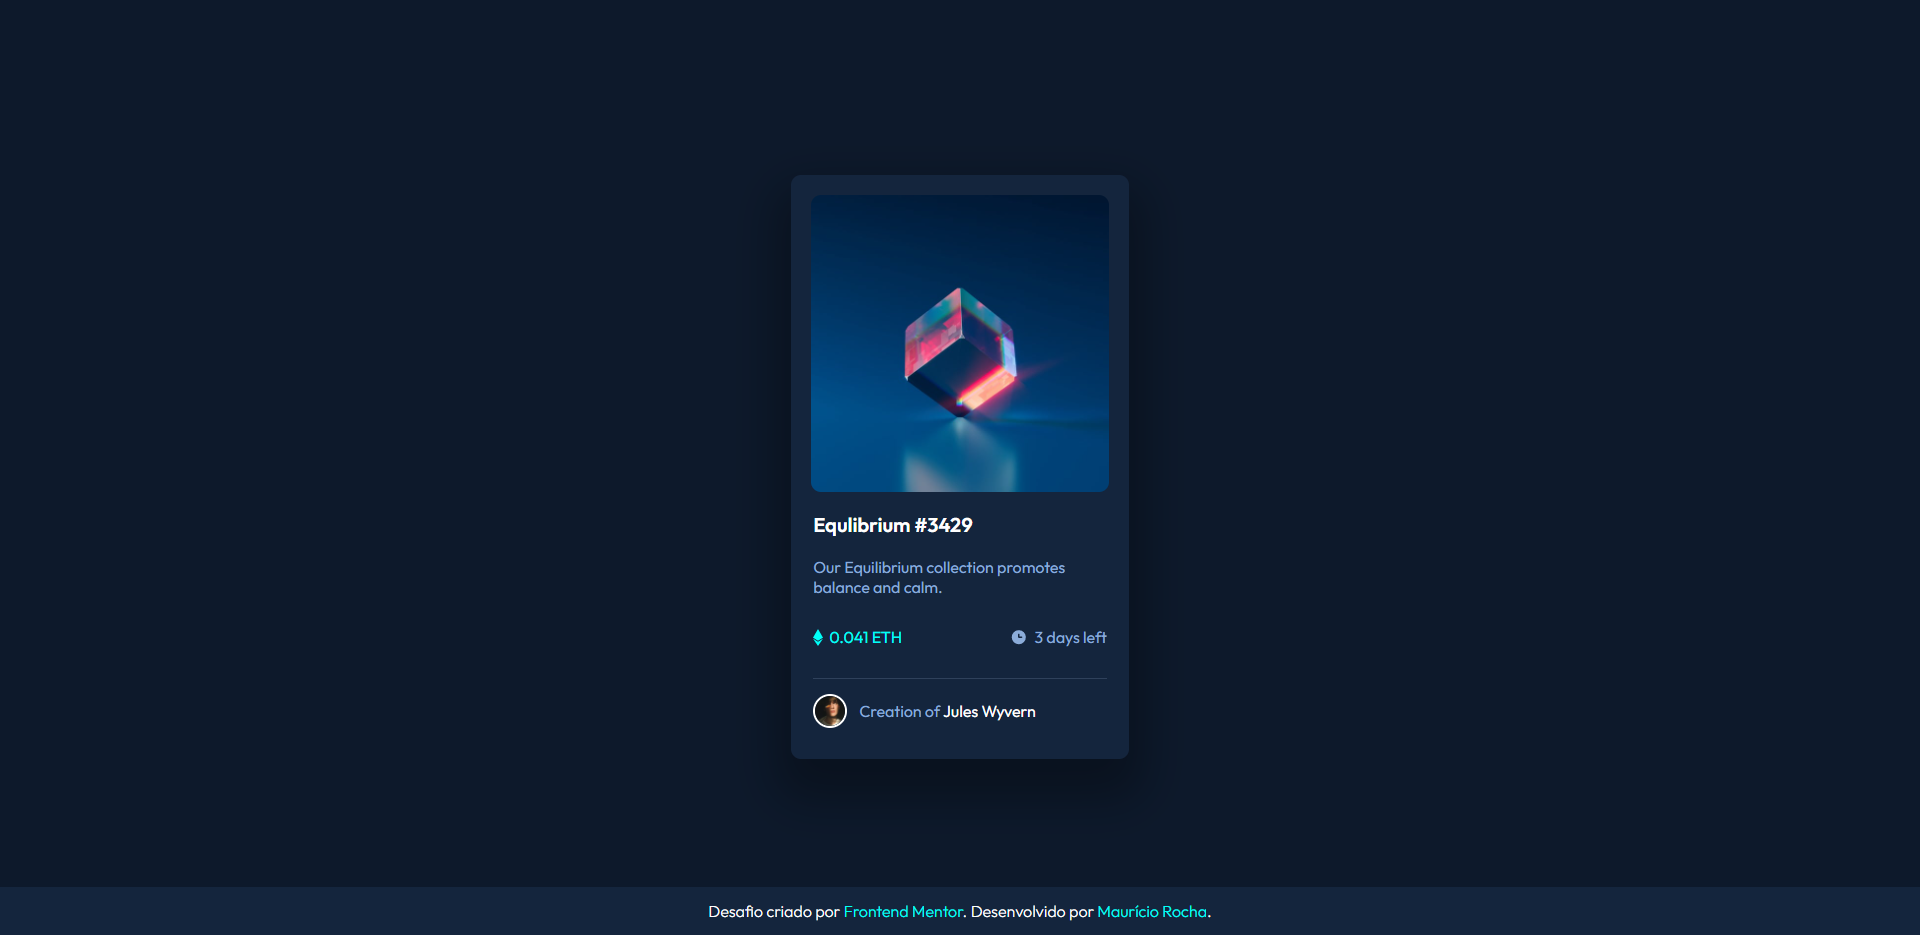 Equlibrium #3429
Our Equilibrium collection promotes
balance and calm.
0.041 ETH
3 days left
Creation of Jules Wyvern
Desafio criado por Frontend Mentor. Desenvolvido por Maurício Rocha.